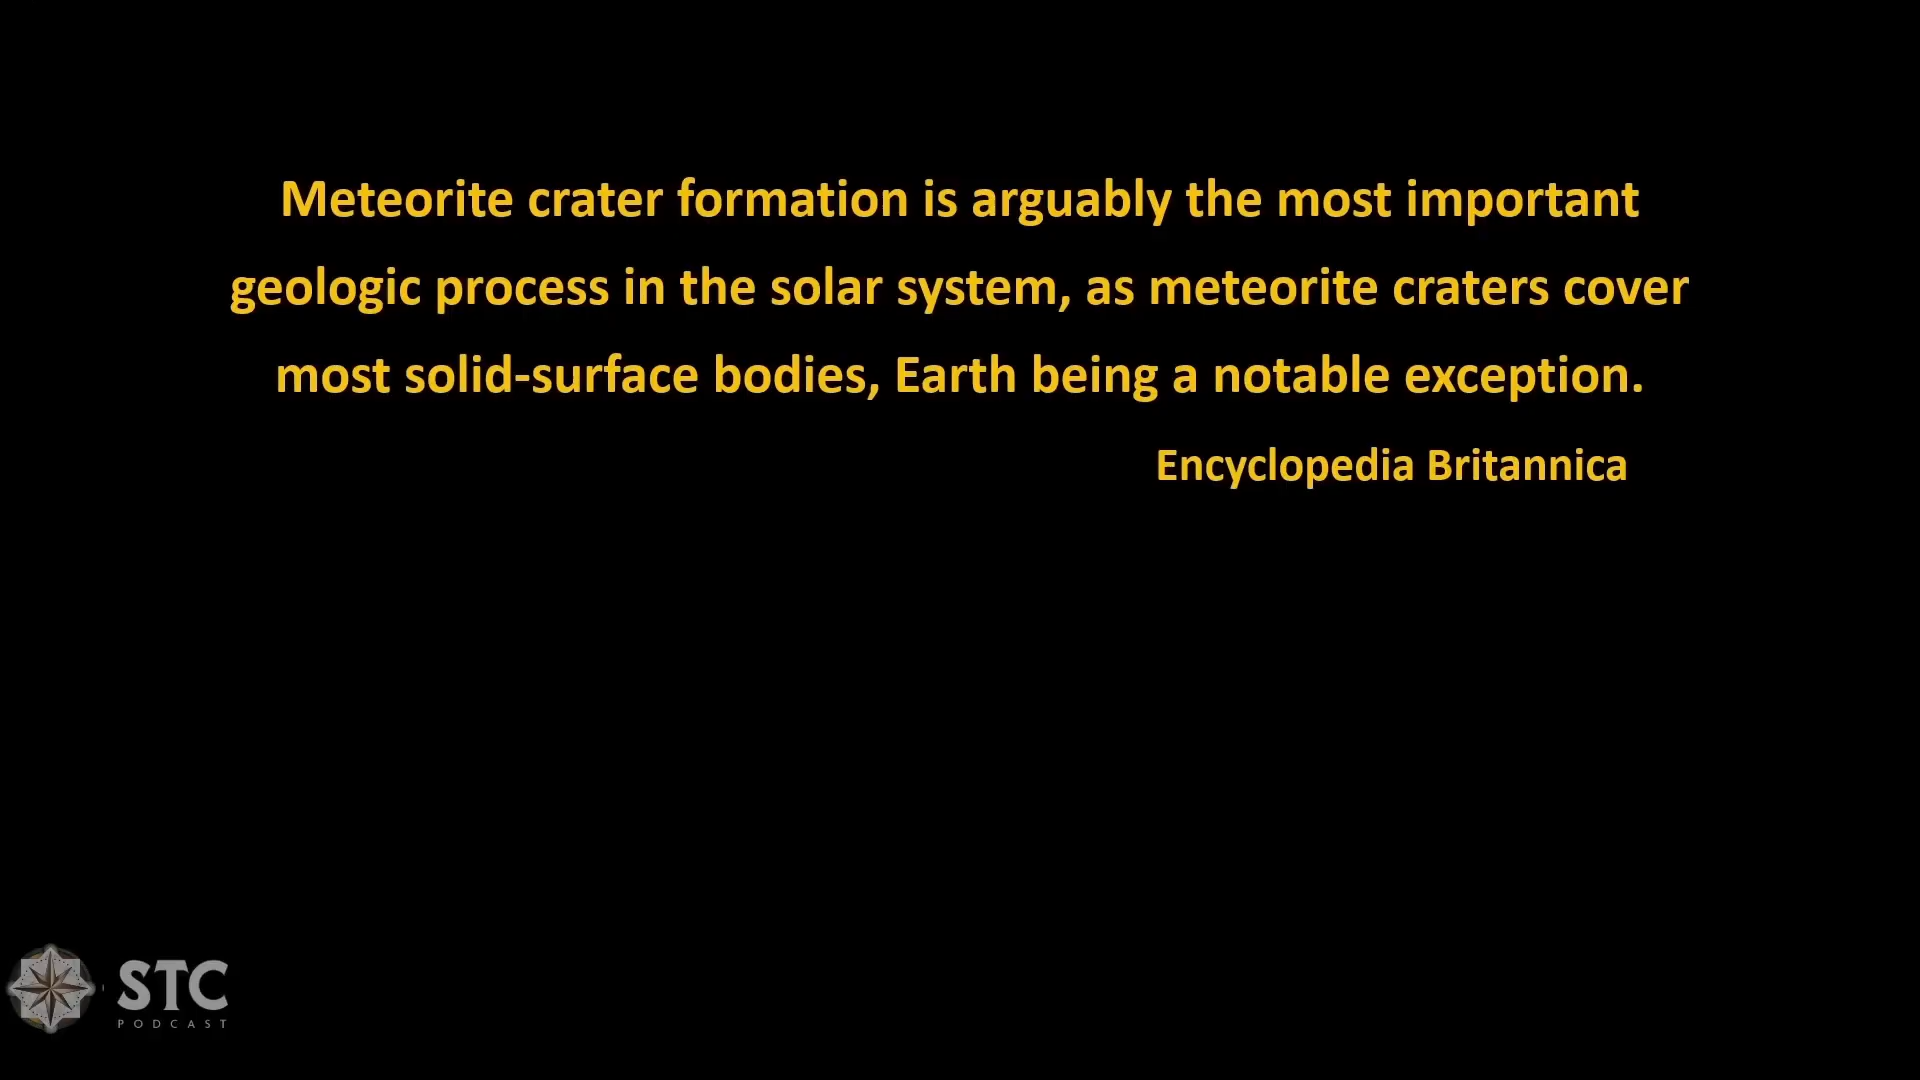 Meteorite crater formation is arguably the most important
geologic process in the solar system, as meteorite craters cover
most solid-surface bodies, Earth being a notable exception.
Encyclopedia Britannica
STC
PODCAST